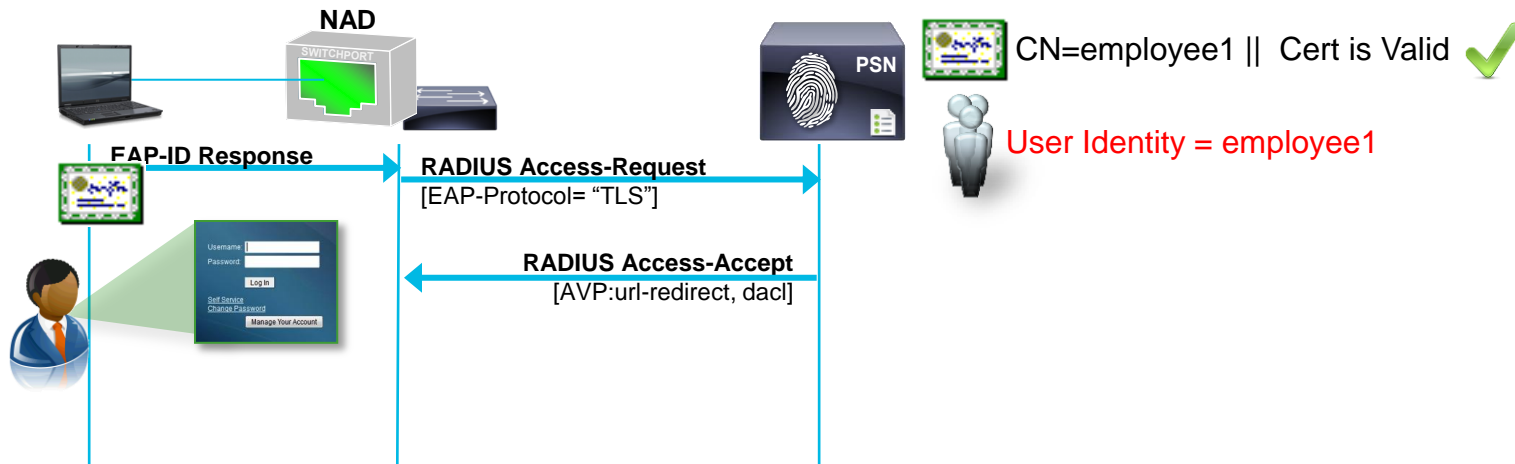 NAD
SWITCHPORT
PSN
CN=employee1 || Cert is Valid
User Identity = employee1
EAP-ID Response
RADIUS Access-Request
[EAP-Protocol= “TLS”]
Username:
Password:
Log In
Self Service
Change Password
Manage Your Account
RADIUS Access-Accept
[AVP:url-redirect, dacl]